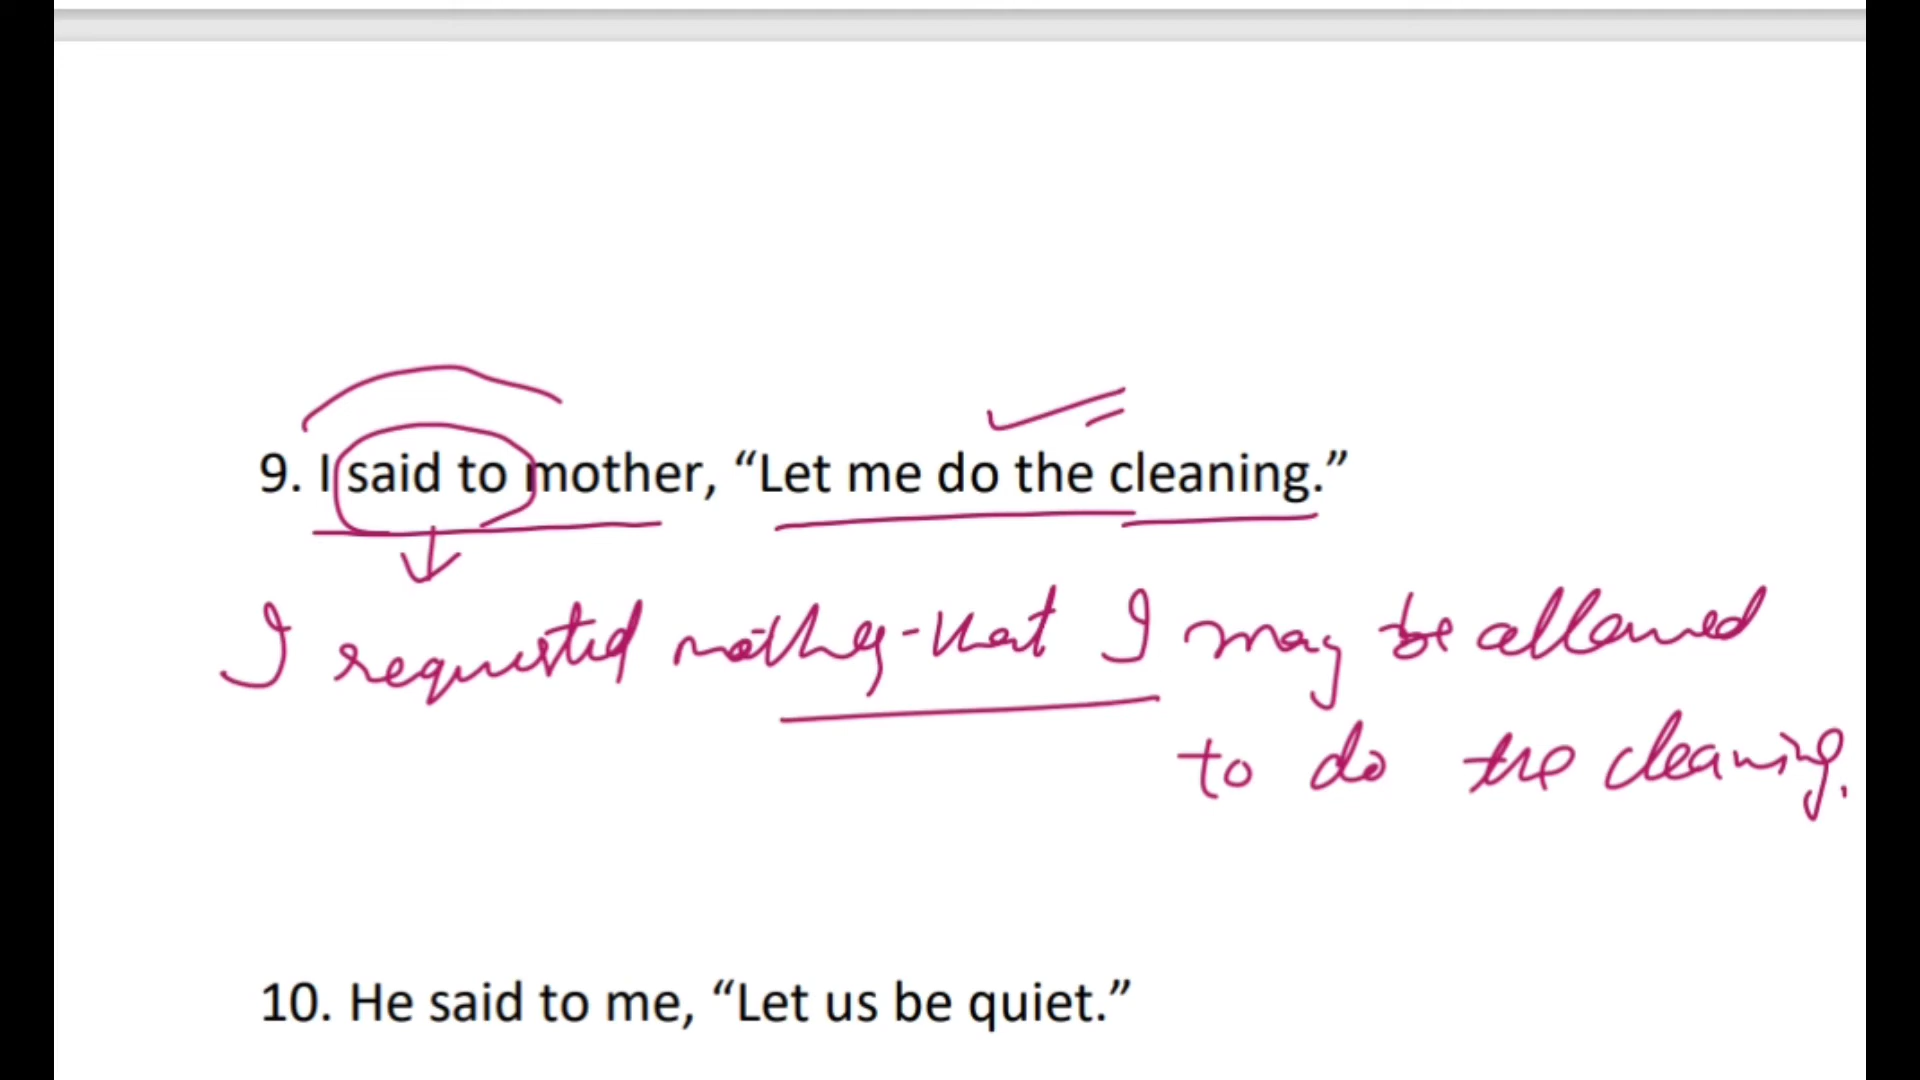 9. I said to mother, “Let me do the cleaning.”
I requested mother that I may be allowed
to do the cleaning.
10. He said to me, “Let us be quiet.”